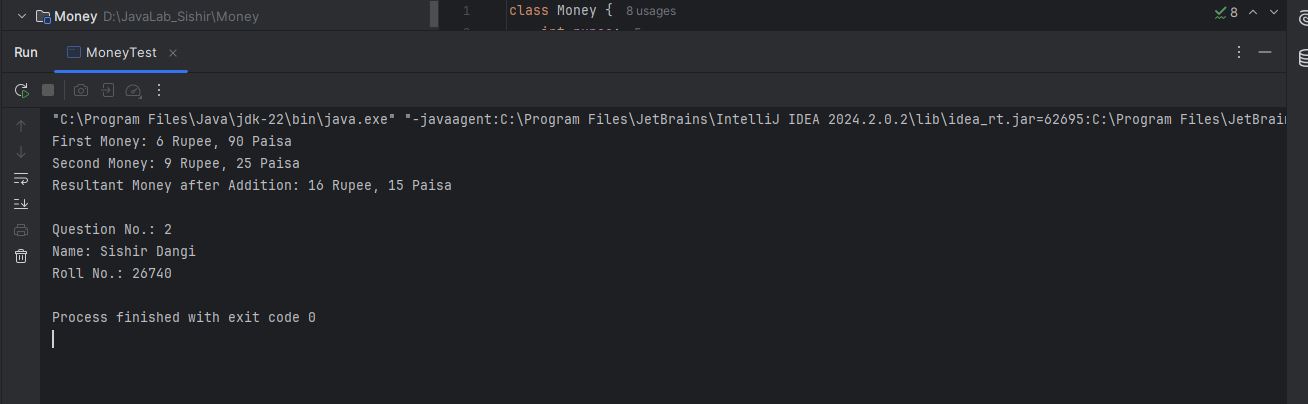 Money D:\JavaLab_Sishir\Money
1 class Money { 8 usages
8
Run MoneyTest
"C:\Program Files\Java\jdk-22\bin\java.exe" "-javaagent:C:\Program Files\JetBrains\IntelliJ IDEA 2024.2.0.2\lib\idea_rt.jar=62695:C:\Program Files\JetBrain
First Money: 6 Rupee, 90 Paisa
Second Money: 9 Rupee, 25 Paisa
Resultant Money after Addition: 16 Rupee, 15 Paisa
Question No.: 2
Name: Sishir Dangi
Roll No.: 26740
Process finished with exit code 0